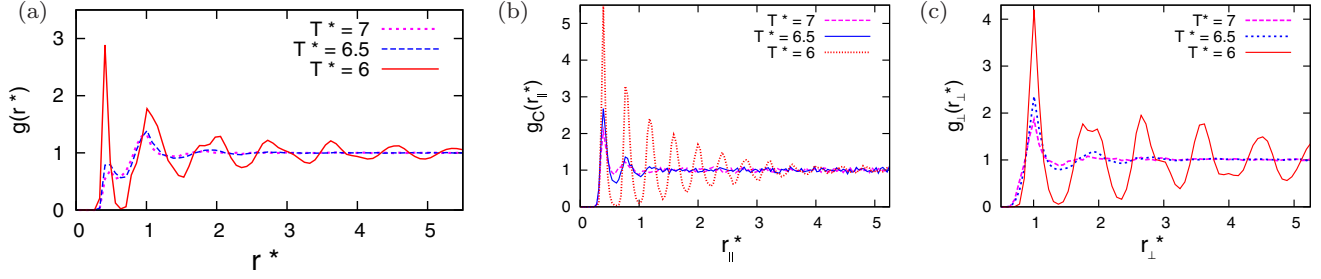 (a)
g(r*)
3
2
1
0
T* = 7
T* = 6.5
T* = 6
0 1 2 3 4 5
r*
(b)
g_C(r_∥*)
5
4
3
2
1
0
T* = 7
T* = 6.5
T* = 6
0 1 2 3 4 5
r_∥*
(c)
g_⊥(r_⊥*)
4
3
2
1
0
T* = 7
T* = 6.5
T* = 6
1 2 3 4 5
r_⊥*